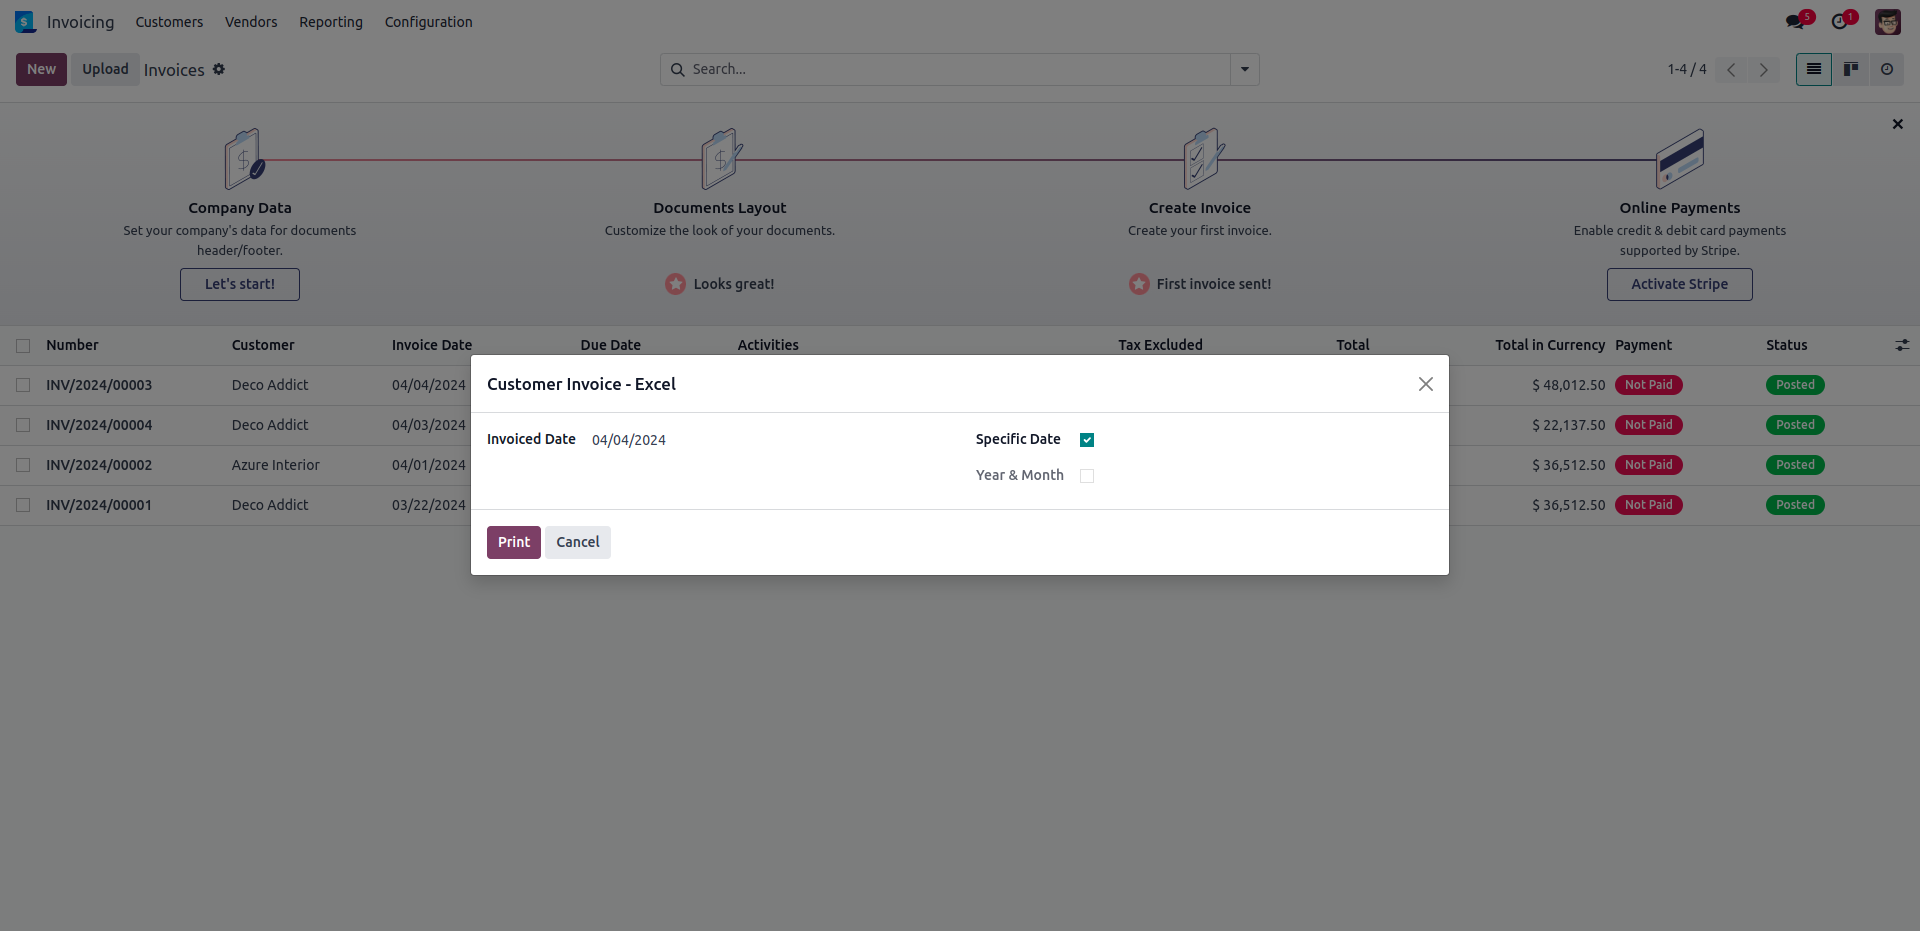 Invoicing Customers Vendors Reporting Configuration 5 1
New Upload Invoices Search... 1-4 / 4
Company Data Documents Layout Create Invoice Online Payments
Set your company's data for documents Customize the look of your documents. Create your first invoice. Enable credit & debit card payments
header/footer. supported by Stripe.
Let's start! Looks great! First invoice sent! Activate Stripe
Number Customer Invoice Date Due Date Activities Tax Excluded Total Total in Currency Payment Status
INV/2024/00003 Deco Addict 04/04/2024 $ 48,012.50 Not Paid Posted
INV/2024/00004 Deco Addict 04/03/2024 $ 22,137.50 Not Paid Posted
INV/2024/00002 Azure Interior 04/01/2024 $ 36,512.50 Not Paid Posted
INV/2024/00001 Deco Addict 03/22/2024 $ 36,512.50 Not Paid Posted
Customer Invoice - Excel
Invoiced Date 04/04/2024 Specific Date
Year & Month
Print Cancel